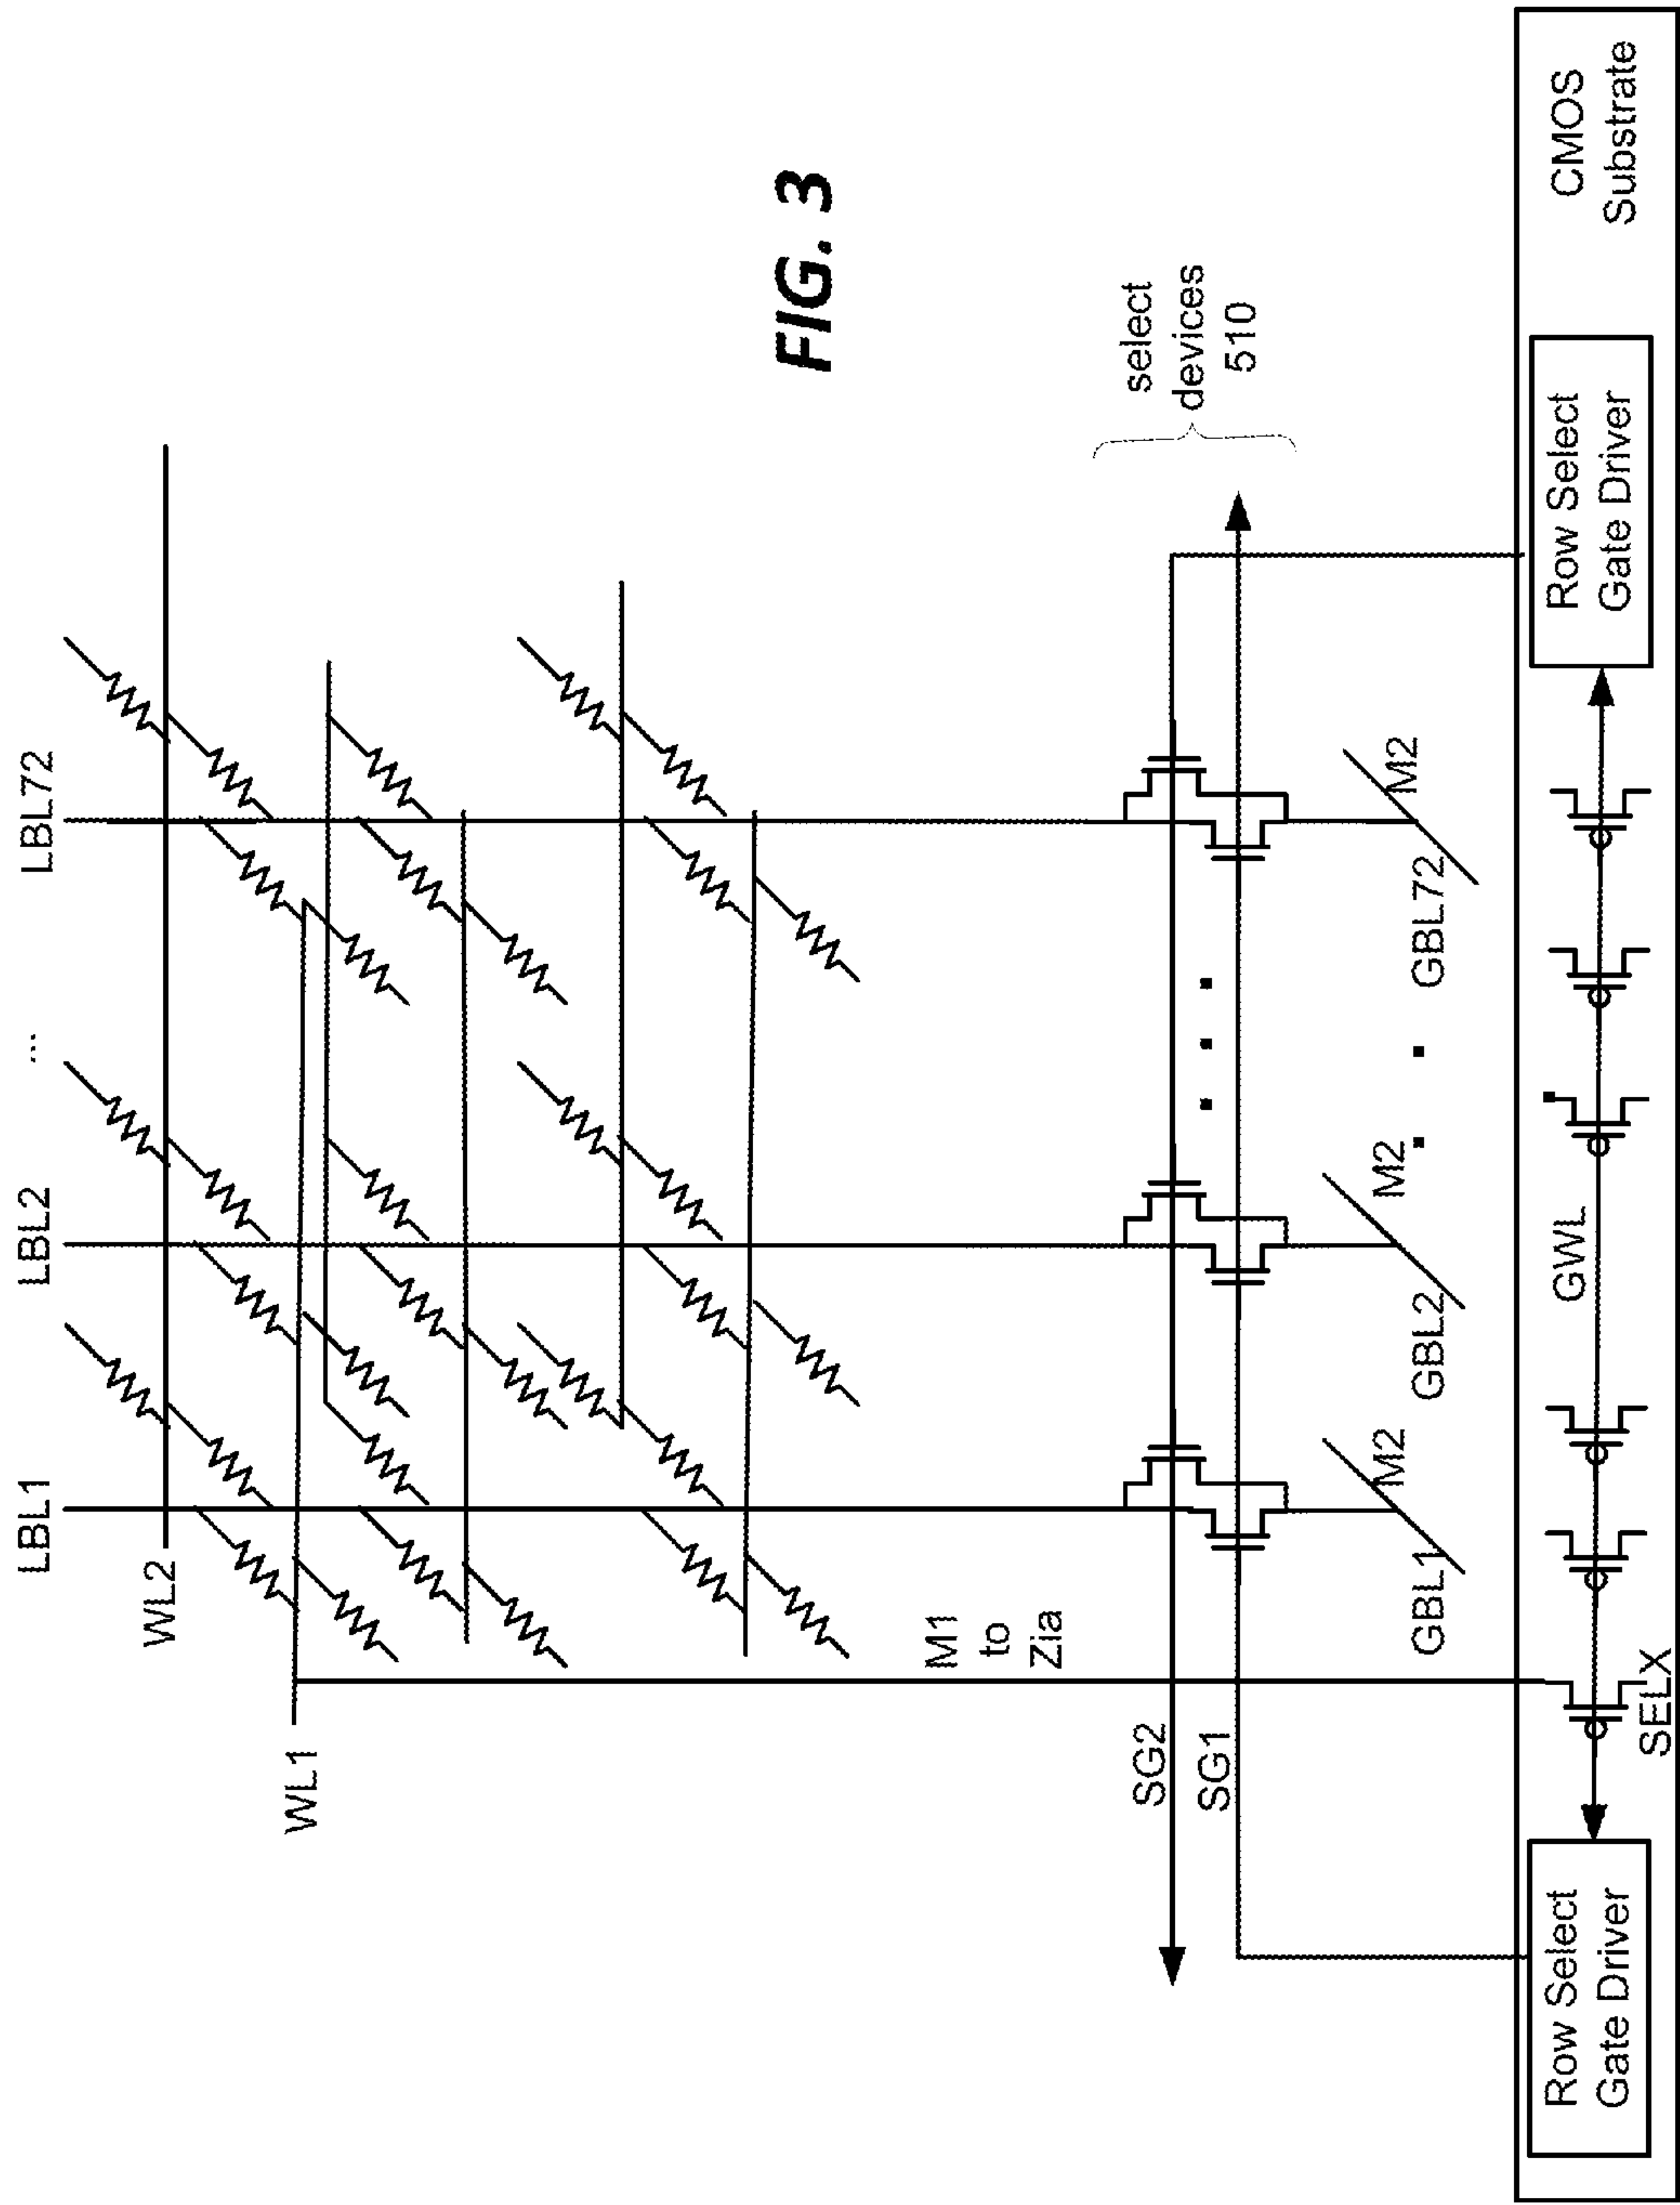 LBL1
LBL2
...
LBL72
WL2
WL1
FIG. 3
M1
to
Zia
SG2
SG1
select
devices
510
M2
M2
M2
GBL1
GBL2
GBL72
GWL
SELX
Row Select
Gate Driver
Row Select
Gate Driver
CMOS
Substrate